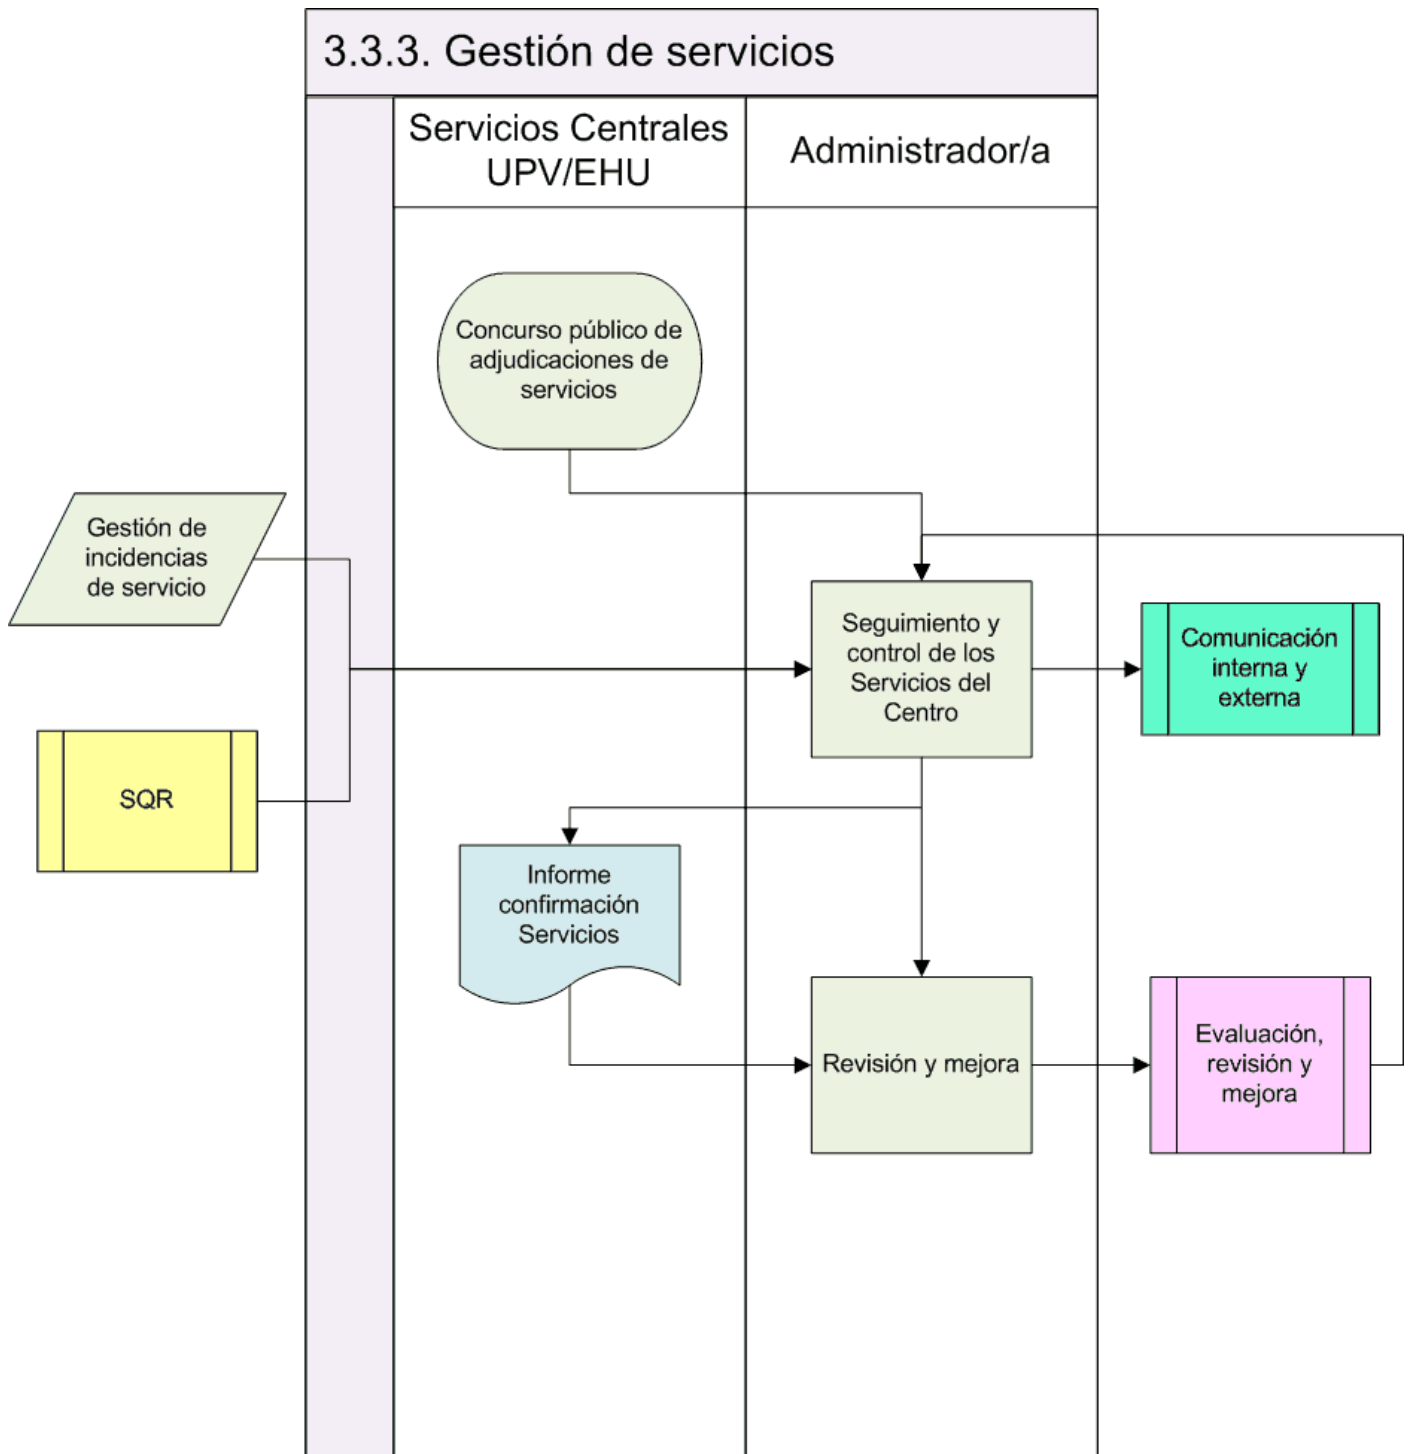 3.3.3. Gestión de servicios
Servicios Centrales
UPV/EHU
Administrador/a
Concurso público de
adjudicaciones de
servicios
Gestión de
incidencias
de servicio
Seguimiento y
control de los
Servicios del
Centro
Comunicación
interna y
externa
SQR
Informe
confirmación
Servicios
Revisión y mejora
Evaluación,
revisión y
mejora